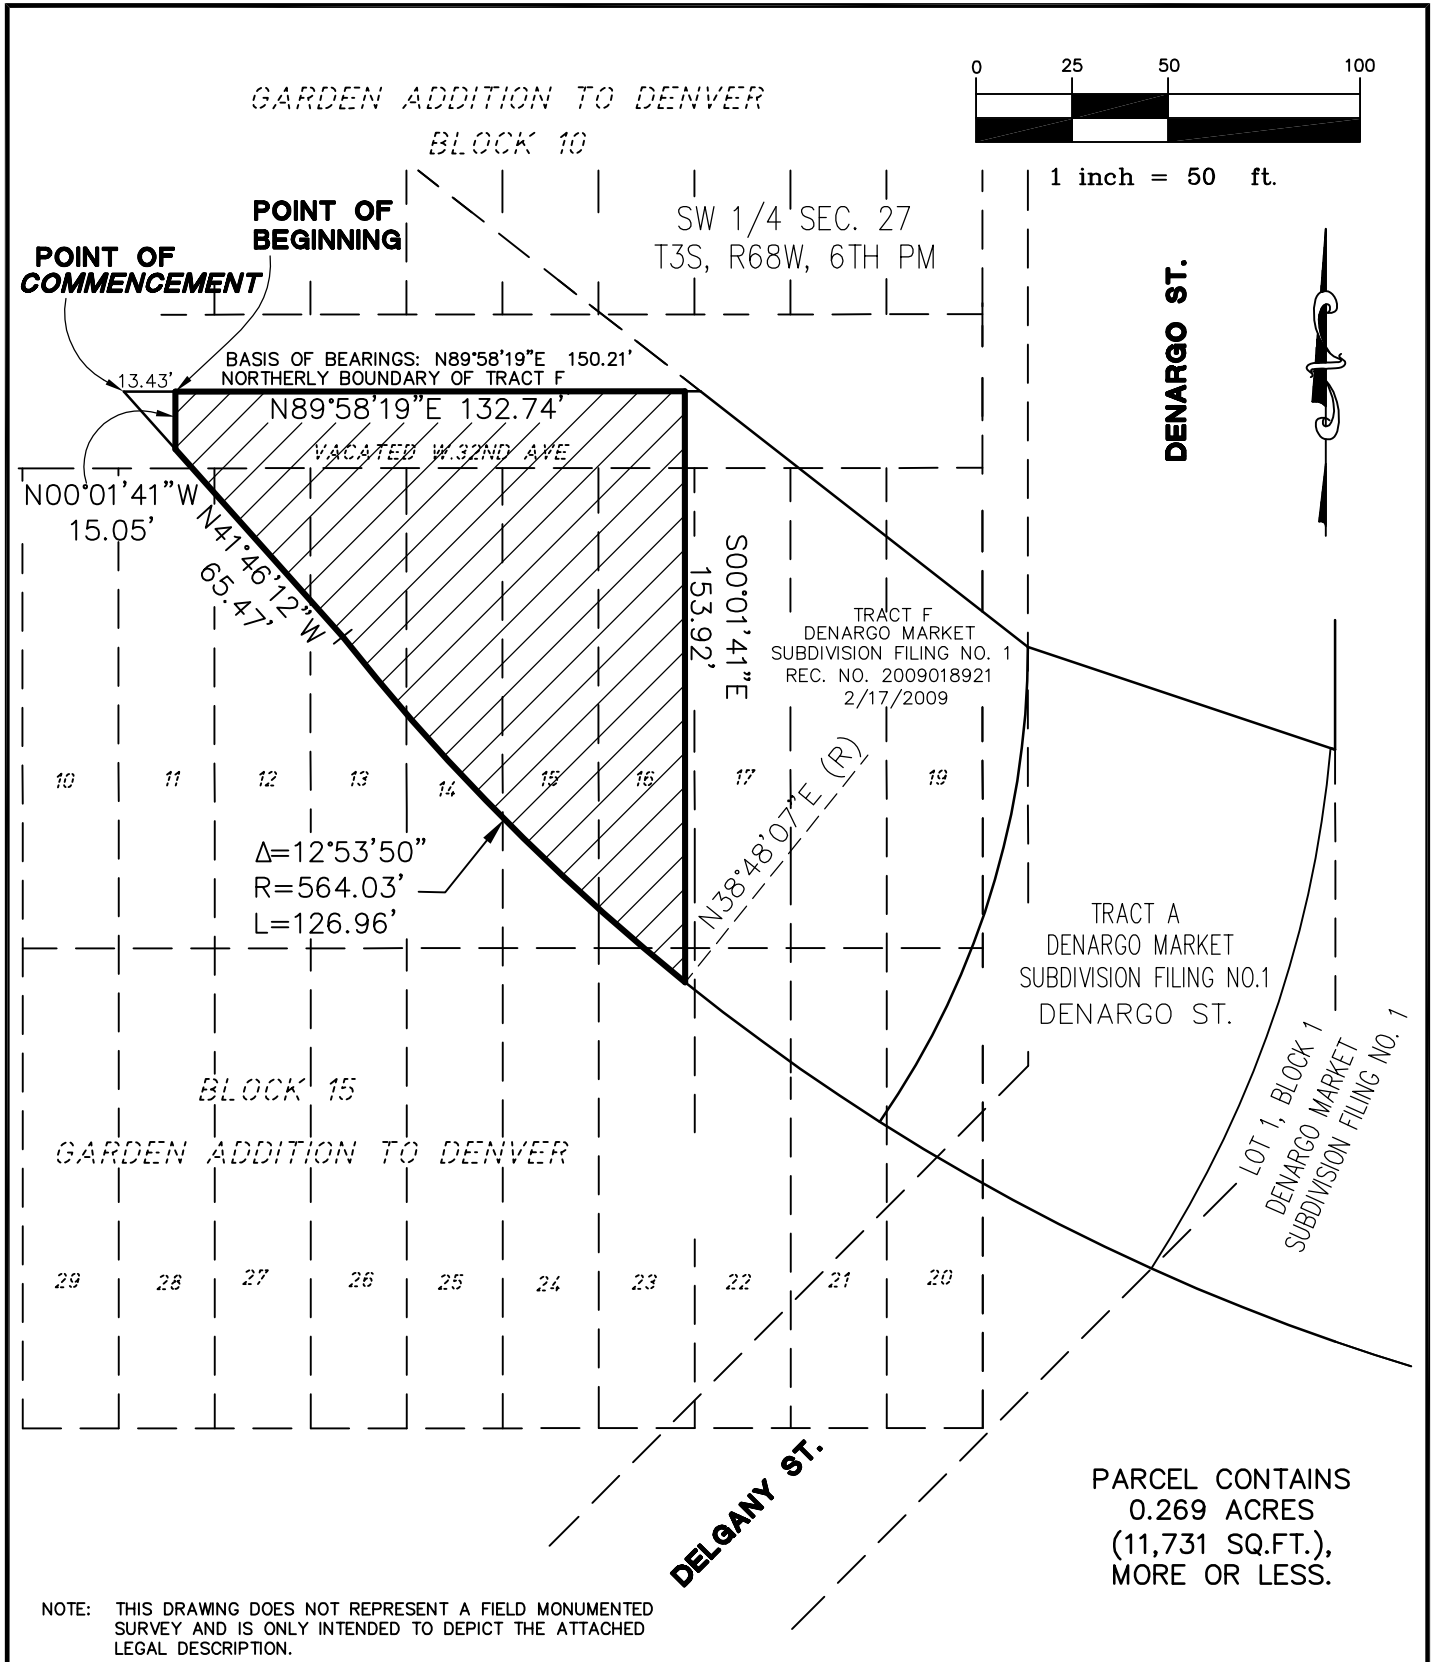 0 25 50 100
1 inch = 50 ft.
GARDEN ADDITION TO DENVER
BLOCK 10
POINT OF
BEGINNING
POINT OF
COMMENCEMENT
SW 1/4 SEC. 27
T3S, R68W, 6TH PM
DENARGO ST.
BASIS OF BEARINGS: N89°58'19"E 150.21'
NORTHERLY BOUNDARY OF TRACT F
13.43'
N89°58'19"E 132.74'
VACATED W.32ND AVE
N00°01'41"W
15.05'
N41°46'12"W
65.47'
S00°01'41"E
153.92'
TRACT F
DENARGO MARKET
SUBDIVISION FILING NO. 1
REC. NO. 2009018921
2/17/2009
10 11 12 13 14 15 16 17 19
N38°48'07"E (R)
Δ=12°53'50"
R=564.03'
L=126.96'
TRACT A
DENARGO MARKET
SUBDIVISION FILING NO.1
DENARGO ST.
LOT 1, BLOCK 1
DENARGO MARKET
SUBDIVISION FILING NO. 1
BLOCK 15
GARDEN ADDITION TO DENVER
29 28 27 26 25 24 23 22 21 20
DELGANY ST.
PARCEL CONTAINS
0.269 ACRES
(11,731 SQ.FT.),
MORE OR LESS.
NOTE: THIS DRAWING DOES NOT REPRESENT A FIELD MONUMENTED
SURVEY AND IS ONLY INTENDED TO DEPICT THE ATTACHED
LEGAL DESCRIPTION.